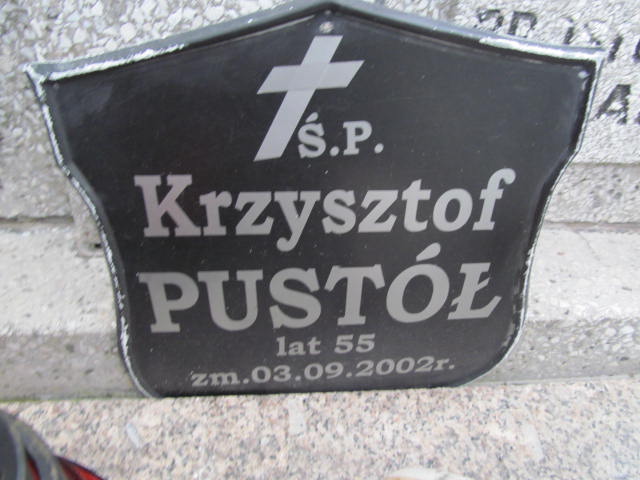 Ś.P.
Krzysztof
PUSTÓŁ
lat 55
zm.03.09.2002r.